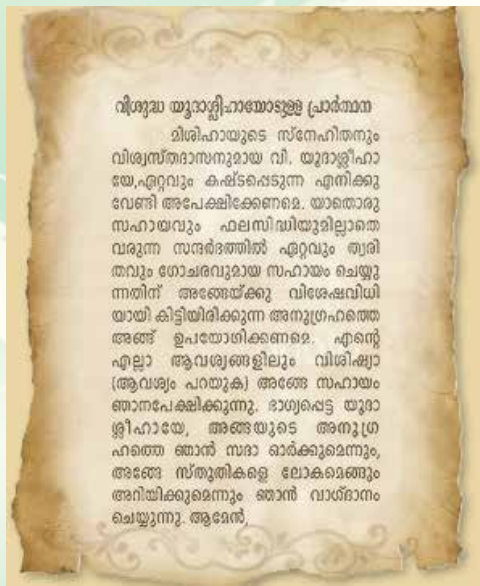 വിശുദ്ധ യൂദാശ്ലിഹായോടുള്ള പ്രാർത്ഥന
മിശിഹായുടെ സ്നേഹിതനും
വിശ്വസ്തദാസനുമായ വി. യൂദാശ്ലീഹാ
യേ,ഏറ്റവും കഷ്ടപ്പെടുന്ന എനിക്കു
വേണ്ടി അപേക്ഷിക്കേണമെ. യാതൊരു
സഹായവും ഫലസിദ്ധിയുമില്ലാതെ
വരുന്ന സന്ദർഭത്തിൽ ഏറ്റവും ത്വരി
തവും ഗോചരവുമായ സഹായം ചെയ്യു
ന്നതിന് അങ്ങേയ്ക്കു വിശേഷവിധി
യായി കിട്ടിയിരിക്കുന്ന അനുഗ്രഹത്തെ
അങ്ങ് ഉപയോഗിക്കണമെ. എന്റെ
എല്ലാ ആവശ്യങ്ങളിലും വിശിഷ്യാ
(ആവശ്യം പറയുക) അങ്ങേ സഹായം
ഞാനപേക്ഷിക്കുന്നു. ഭാഗ്യപ്പെട്ട യൂദാ
ശ്ലീഹായേ, അങ്ങയുടെ അനുഗ്ര
ഹത്തെ ഞാൻ സദാ ഓർക്കുമെന്നും,
അങ്ങേ സ്തുതികളെ ലോകമെങ്ങും
അറിയിക്കുമെന്നും ഞാൻ വാഗ്ദാനം
ചെയ്യുന്നു. ആമേൻ,